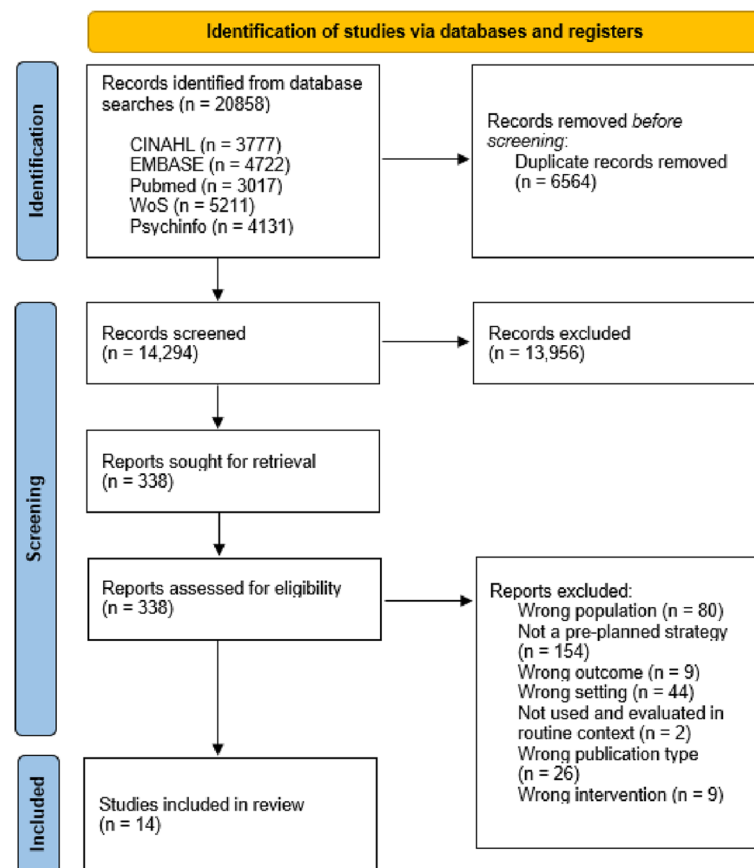 Identification of studies via databases and registers
Identification
Records identified from database
searches (n = 20858)
CINAHL (n = 3777)
EMBASE (n = 4722)
Pubmed (n = 3017)
WoS (n = 5211)
Psychinfo (n = 4131)
Records removed before
screening:
Duplicate records removed
(n = 6564)
Screening
Records screened
(n = 14,294)
Records excluded
(n = 13,956)
Reports sought for retrieval
(n = 338)
Reports assessed for eligibility
(n = 338)
Reports excluded:
Wrong population (n = 80)
Not a pre-planned strategy
(n = 154)
Wrong outcome (n = 9)
Wrong setting (n = 44)
Not used and evaluated in
routine context (n = 2)
Wrong publication type
(n = 26)
Wrong intervention (n = 9)
Included
Studies included in review
(n = 14)